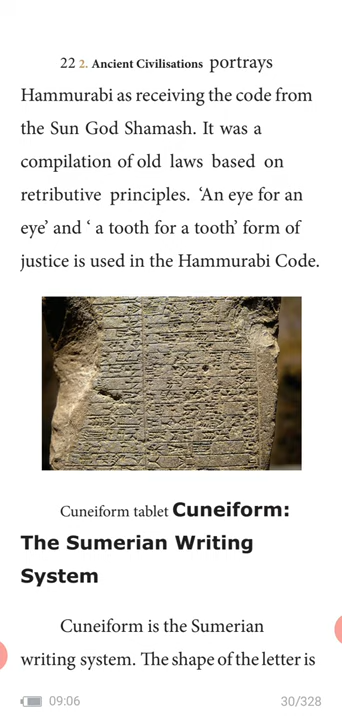 22 2. Ancient Civilisations portrays
Hammurabi as receiving the code from
the Sun God Shamash. It was a
compilation of old laws based on
retributive principles. ‘An eye for an
eye’ and ‘ a tooth for a tooth’ form of
justice is used in the Hammurabi Code.
Cuneiform tablet Cuneiform:
The Sumerian Writing
System
Cuneiform is the Sumerian
writing system. The shape of the letter is
09:06
30/328